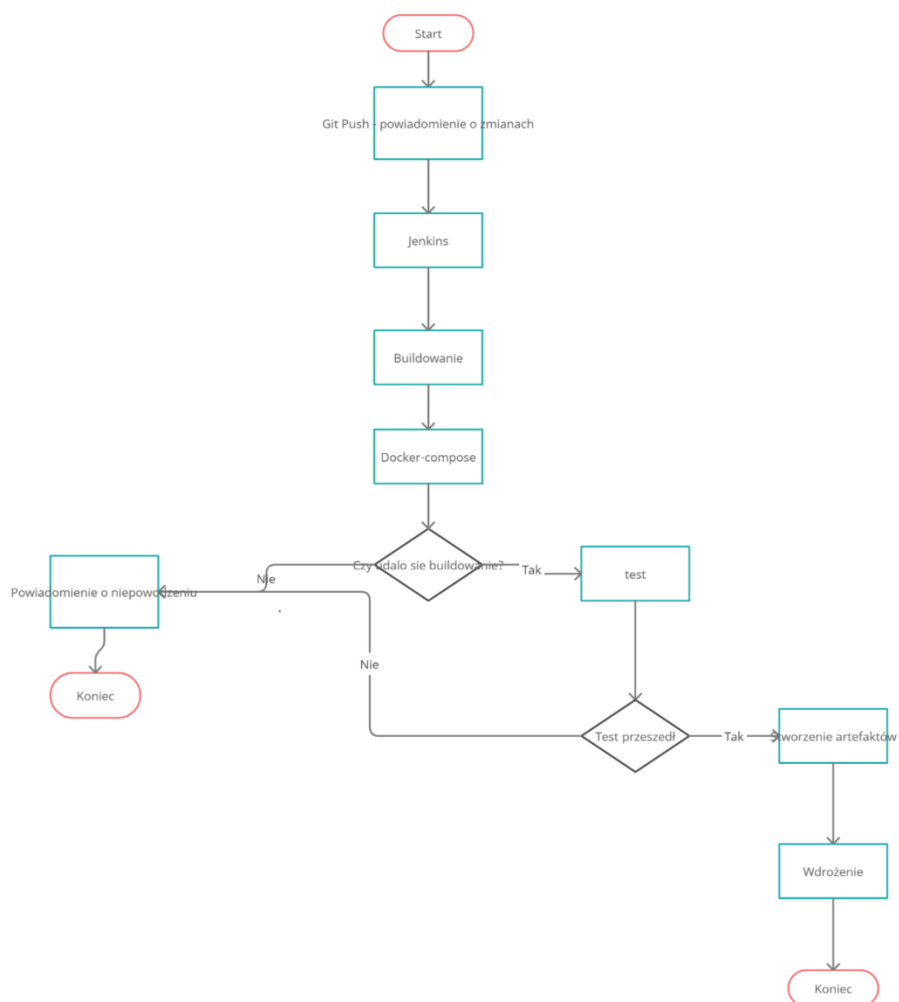 Start
Git Push - powiadomienie o zmianach
Jenkins
Buildowanie
Docker-compose
Czy udalo sie buildowanie?
Tak
test
Nie
Powiadomienie o niepowodzeniu
Nie
Koniec
Test przeszedł
Tak
Stworzenie artefaktów
Wdrożenie
Koniec